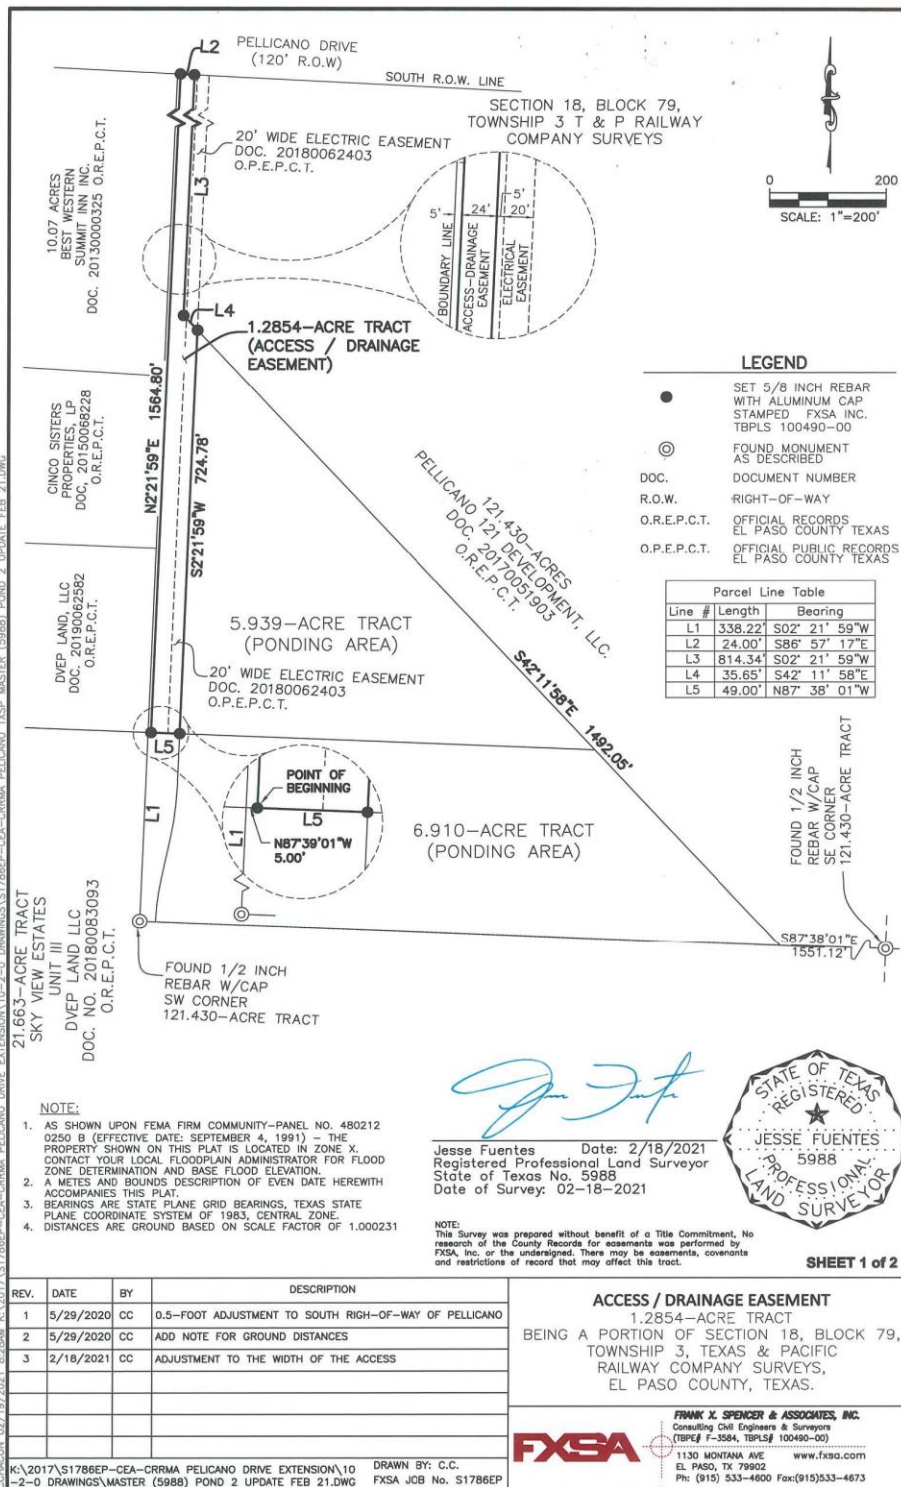 L2
PELLICANO DRIVE
(120' R.O.W)
SOUTH R.O.W. LINE
SECTION 18, BLOCK 79,
TOWNSHIP 3 T & P RAILWAY
COMPANY SURVEYS
0 200
SCALE: 1"=200'
20' WIDE ELECTRIC EASEMENT
DOC. 20180062403
O.P.E.P.C.T.
L3
10.07 ACRES
BEST WESTERN
SUMMIT INN INC.
DOC. 20130000325 O.R.E.P.C.T.
5'
24'
5'
20'
BOUNDARY LINE
ACCESS-DRAINAGE
EASEMENT
ELECTRICAL
EASEMENT
L4
1.2854-ACRE TRACT
(ACCESS / DRAINAGE
EASEMENT)
N2°21'59"E 1564.80'
S2°21'59"W 724.78'
CINCO SISTERS
PROPERTIES, LP
DOC, 20150068228
O.R.E.P.C.T.
DVEP LAND, LLC
DOC. 20190062582
O.R.E.P.C.T.
LEGEND
SET 5/8 INCH REBAR
WITH ALUMINUM CAP
STAMPED FXSA INC.
TBPLS 100490-00
FOUND MONUMENT
AS DESCRIBED
DOC. DOCUMENT NUMBER
R.O.W. RIGHT-OF-WAY
O.R.E.P.C.T. OFFICIAL RECORDS
EL PASO COUNTY TEXAS
O.P.E.P.C.T. OFFICIAL PUBLIC RECORDS
EL PASO COUNTY TEXAS
Parcel Line Table
Line # Length Bearing
L1 338.22' S02° 21' 59"W
L2 24.00' S86° 57' 17"E
L3 814.34' S02° 21' 59"W
L4 35.65' S42° 11' 58"E
L5 49.00' N87° 38' 01"W
121.430-ACRES
PELLICANO 121 DEVELOPMENT, LLC.
DOC. 20170051903
O.R.E.P.C.T.
S42°11'58"E 1492.05'
5.939-ACRE TRACT
(PONDING AREA)
20' WIDE ELECTRIC EASEMENT
DOC. 20180062403
O.P.E.P.C.T.
L5
L1
POINT OF
BEGINNING
L5
L1
N87°39'01"W
5.00'
6.910-ACRE TRACT
(PONDING AREA)
FOUND 1/2 INCH
REBAR W/CAP
SE CORNER
121.430-ACRE TRACT
S87°38'01"E
1551.12'
21.663-ACRE TRACT
SKY VIEW ESTATES
UNIT III
DVEP LAND LLC
DOC. NO. 20180083093
O.R.E.P.C.T.
FOUND 1/2 INCH
REBAR W/CAP
SW CORNER
121.430-ACRE TRACT
NOTE:
1. AS SHOWN UPON FEMA FIRM COMMUNITY-PANEL NO. 480212
0250 B (EFFECTIVE DATE: SEPTEMBER 4, 1991) – THE
PROPERTY SHOWN ON THIS PLAT IS LOCATED IN ZONE X.
CONTACT YOUR LOCAL FLOODPLAIN ADMINISTRATOR FOR FLOOD
ZONE DETERMINATION AND BASE FLOOD ELEVATION.
2. A METES AND BOUNDS DESCRIPTION OF EVEN DATE HEREWITH
ACCOMPANIES THIS PLAT.
3. BEARINGS ARE STATE PLANE GRID BEARINGS, TEXAS STATE
PLANE COORDINATE SYSTEM OF 1983, CENTRAL ZONE.
4. DISTANCES ARE GROUND BASED ON SCALE FACTOR OF 1.000231
Jesse Fuentes Date: 2/18/2021
Registered Professional Land Surveyor
State of Texas No. 5988
Date of Survey: 02-18-2021
STATE OF TEXAS
REGISTERED
JESSE FUENTES
5988
PROFESSIONAL
LAND SURVEYOR
NOTE:
This Survey was prepared without benefit of a Title Commitment, No
research of the County Records for easements was performed by
FXSA, Inc. or the undersigned. There may be easements, covenants
and restrictions of record that may affect this tract.
SHEET 1 of 2
REV. DATE BY DESCRIPTION
1 5/29/2020 CC 0.5-FOOT ADJUSTMENT TO SOUTH RIGH-OF-WAY OF PELLICANO
2 5/29/2020 CC ADD NOTE FOR GROUND DISTANCES
3 2/18/2021 CC ADJUSTMENT TO THE WIDTH OF THE ACCESS
ACCESS / DRAINAGE EASEMENT
1.2854-ACRE TRACT
BEING A PORTION OF SECTION 18, BLOCK 79,
TOWNSHIP 3, TEXAS & PACIFIC
RAILWAY COMPANY SURVEYS,
EL PASO COUNTY, TEXAS.
FXSA
FRANK X. SPENCER & ASSOCIATES, INC.
Consulting Civil Engineers & Surveyors
(TBPE# F-3584, TBPLS# 100490-00)
1130 MONTANA AVE www.fxsa.com
EL PASO, TX 79902
Ph: (915) 533-4600 Fax:(915)533-4673
K:\2017\S1786EP-CEA-CRRMA PELICANO DRIVE EXTENSION\10
-2-0 DRAWINGS\MASTER (5988) POND 2 UPDATE FEB 21.DWG
DRAWN BY: C.C.
FXSA JOB No. S1786EP